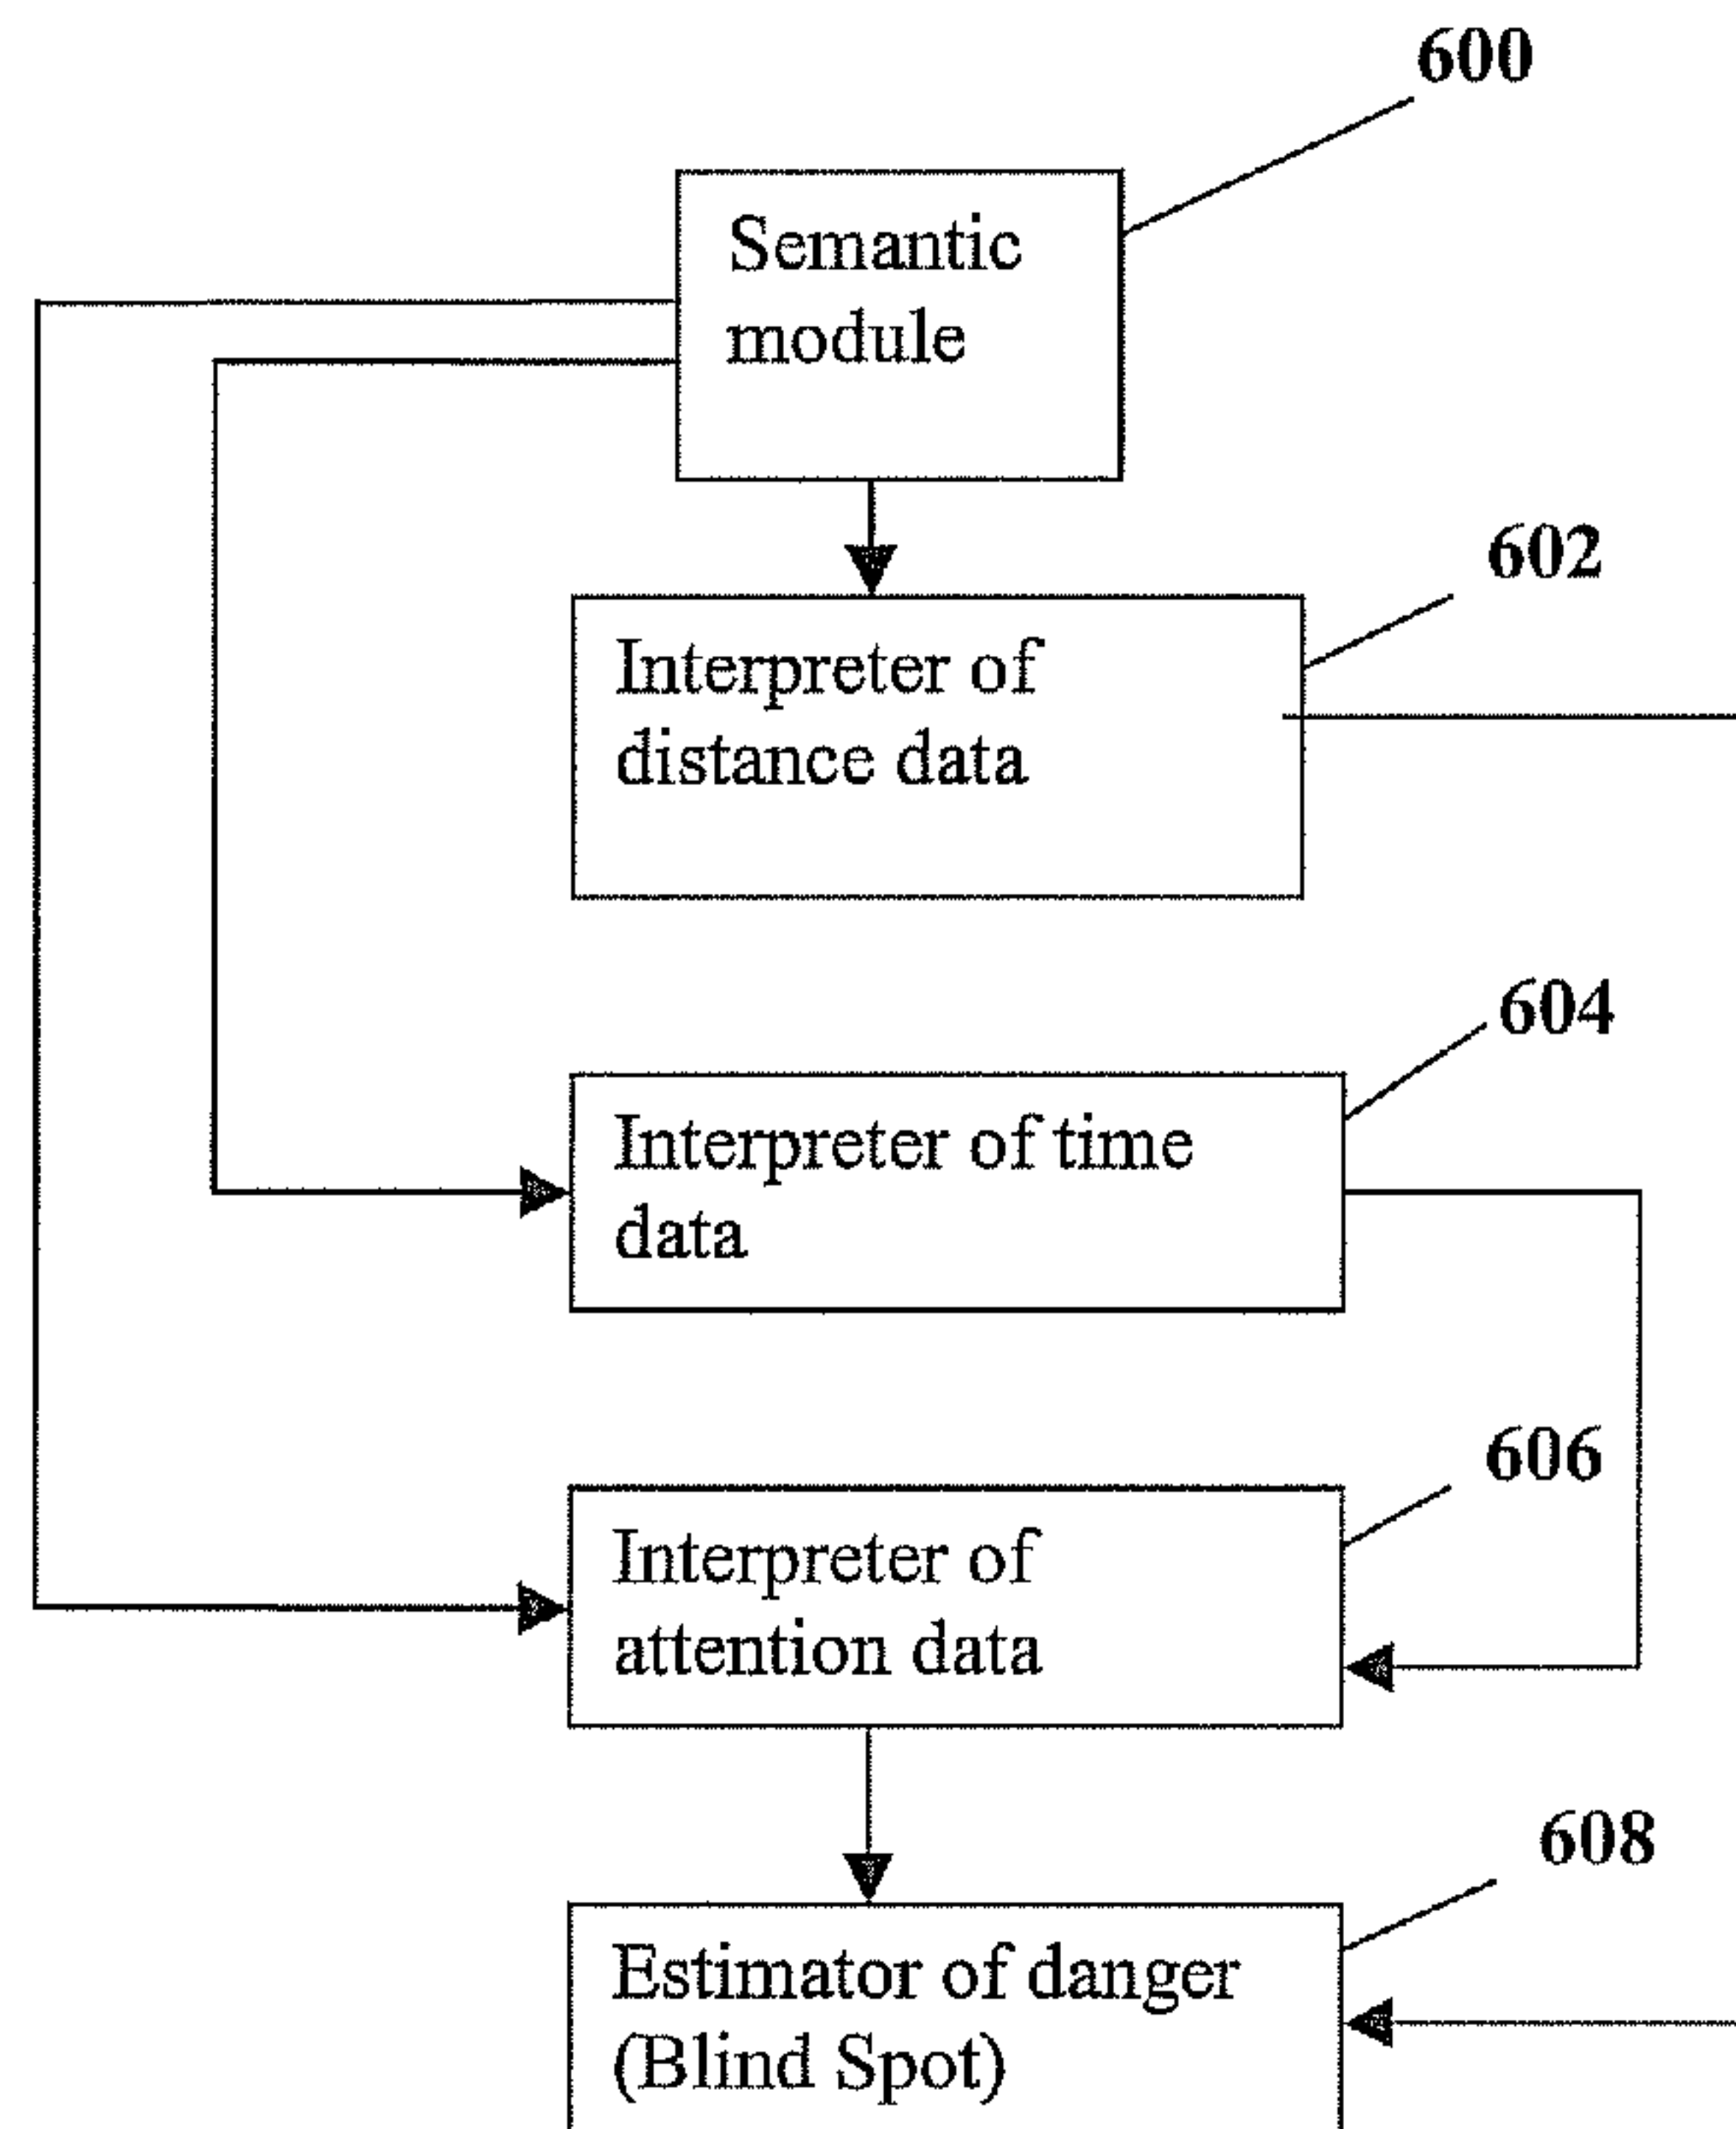 600
Semantic
module
602
Interpreter of
distance data
604
Interpreter of time
data
606
Interpreter of
attention data
608
Estimator of danger
(Blind Spot)